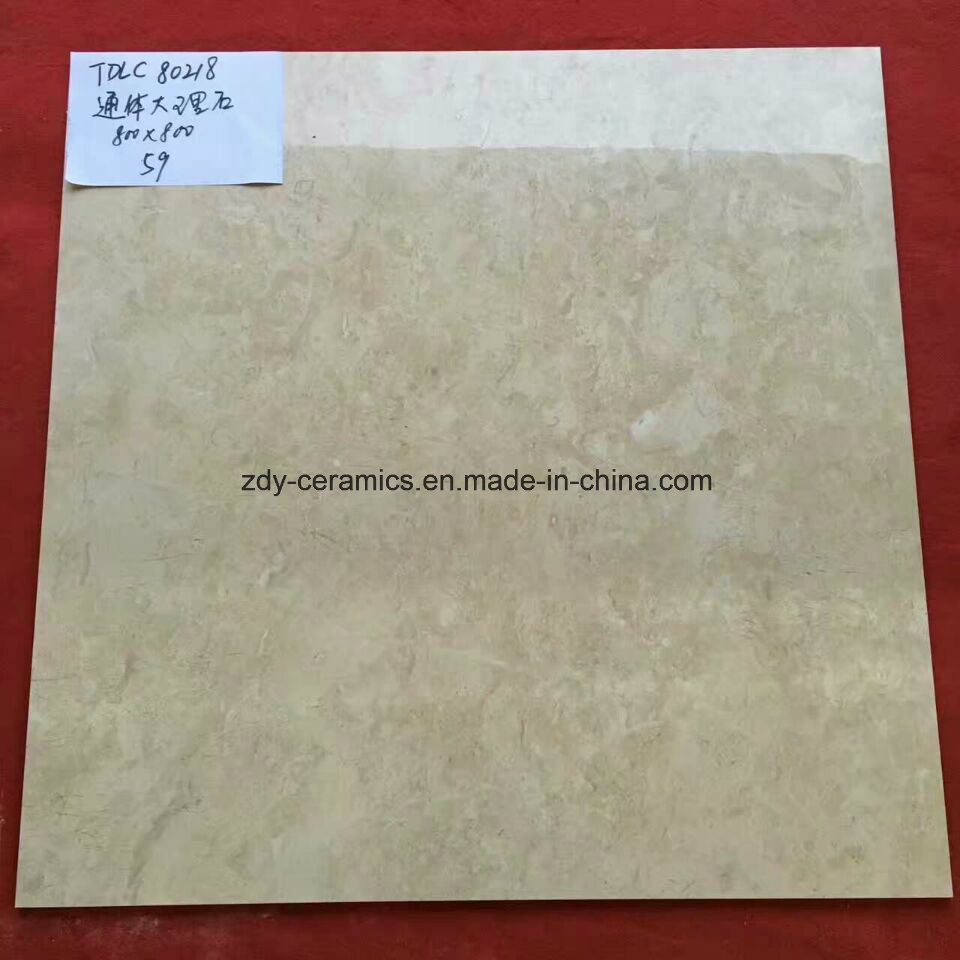 TDLC 80218
通体大理石
800x800
59
zdy-ceramics.en.made-in-china.com